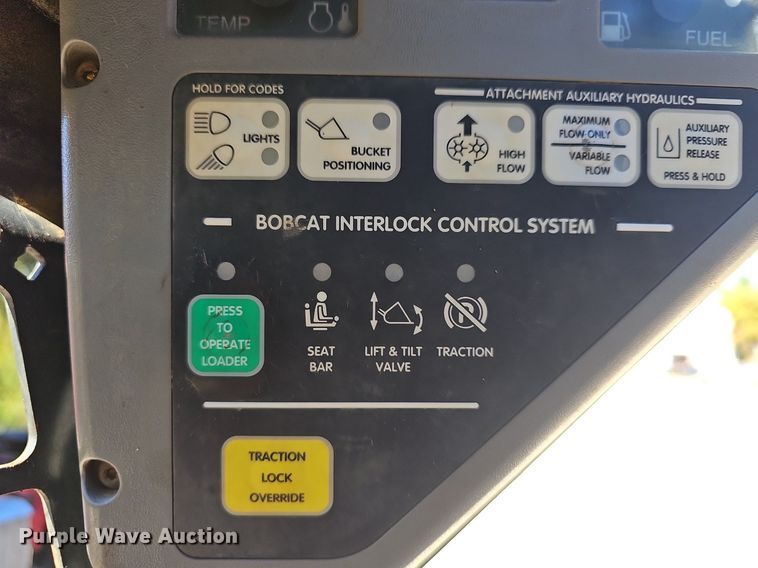 TEMP
FUEL
HOLD FOR CODES
ATTACHMENT AUXILIARY HYDRAULICS
LIGHTS
BUCKET
POSITIONING
HIGH
FLOW
MAXIMUM
FLOW-ONLY
VARIABLE
FLOW
AUXILIARY
PRESSURE
RELEASE
PRESS & HOLD
BOBCAT INTERLOCK CONTROL SYSTEM
PRESS
TO
OPERATE
LOADER
SEAT
BAR
LIFT & TILT
VALVE
P
TRACTION
TRACTION
LOCK
OVERRIDE
Purple Wave Auction